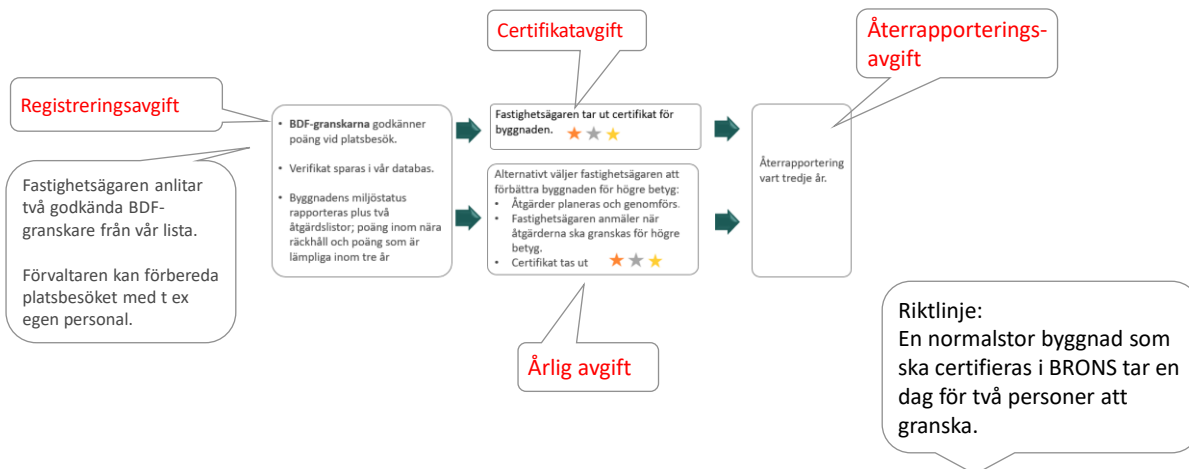 Certifikatavgift
Återrapporterings-
avgift
Registreringsavgift
Fastighetsägaren anlitar
två godkända BDF-
granskare från vår lista.
Förvaltaren kan förbereda
platsbesöket med t ex
egen personal.
• BDF-granskarna godkänner
poäng vid platsbesök.
• Verifikat sparas i vår databas.
• Byggnadens miljöstatus
rapporteras plus två
åtgärdslistor; poäng inom nära
räckhåll och poäng som är
lämpliga inom tre år
Fastighetsägaren tar ut certifikat för
byggnaden.
Alternativt väljer fastighetsägaren att
förbättra byggnaden för högre betyg:
• Åtgärder planeras och genomförs.
• Fastighetsägaren anmäler när
åtgärderna ska granskas för högre
betyg.
• Certifikat tas ut
Återrapportering
vart tredje år.
Årlig avgift
Riktlinje:
En normalstor byggnad som
ska certifieras i BRONS tar en
dag för två personer att
granska.